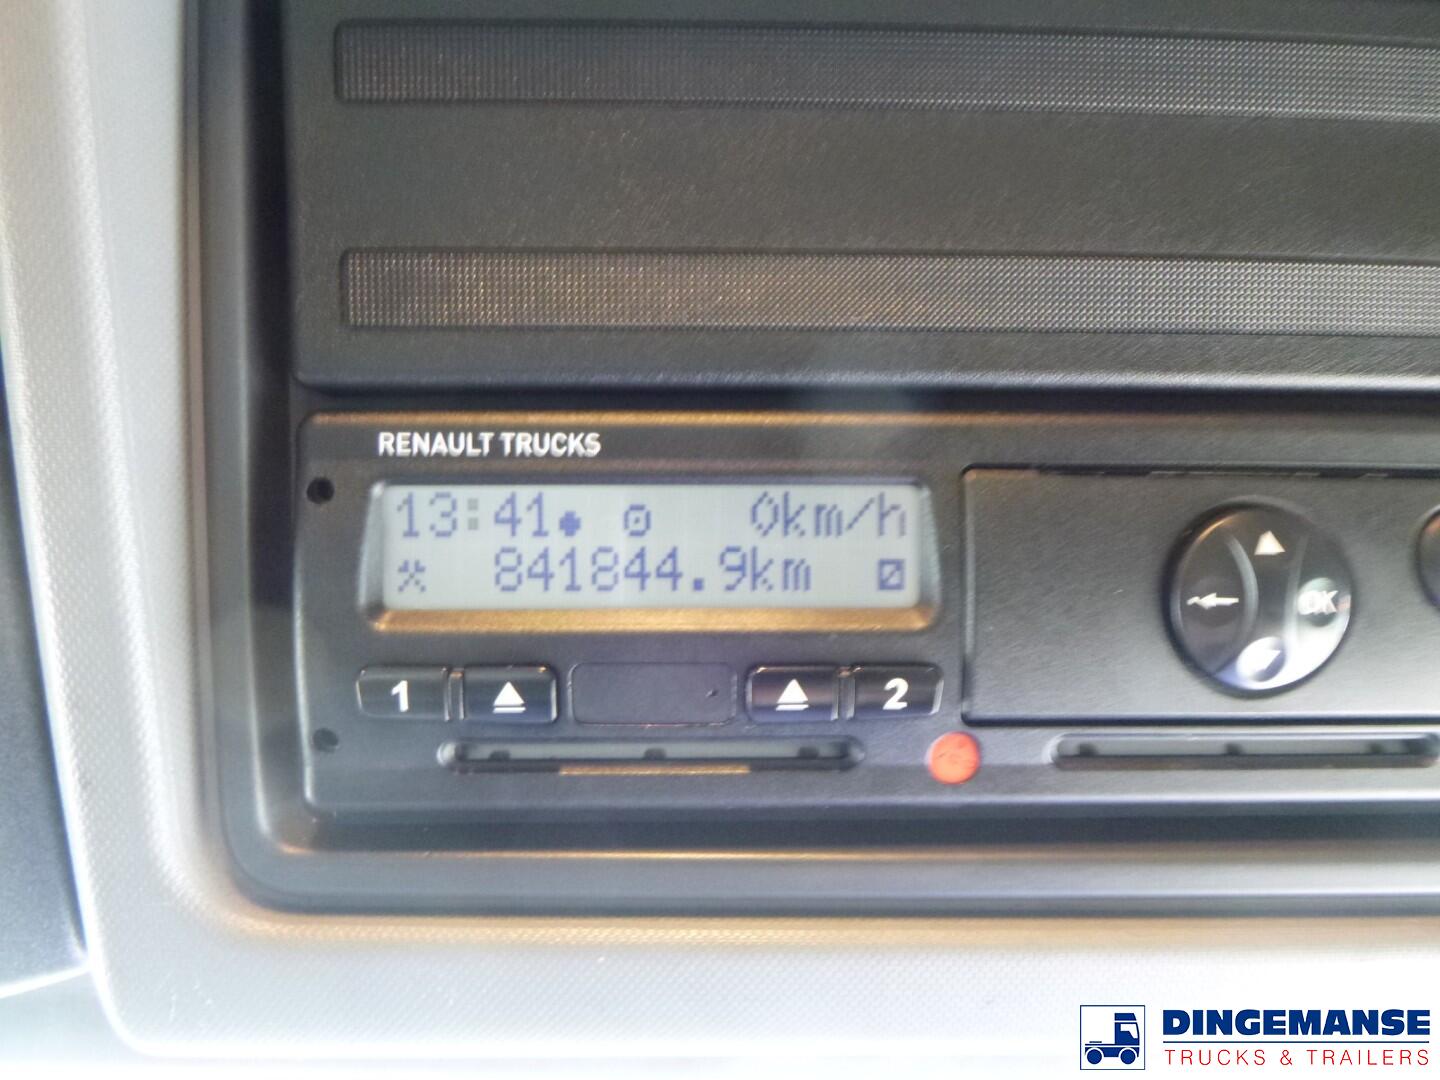 RENAULT TRUCKS
13:41 0km/h
841844.9km
1 2
OK
DINGEMANSE
TRUCKS & TRAILERS